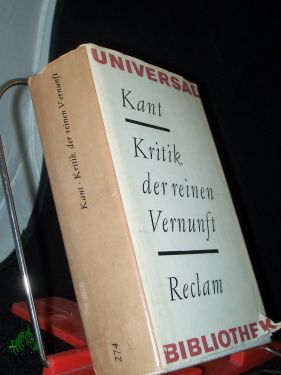 UNIVERSAL
Kant
Kritik
der reinen
Vernunft
Reclam
BIBLIOTHEK
Kant · Kritik der reinen Vernunft
274